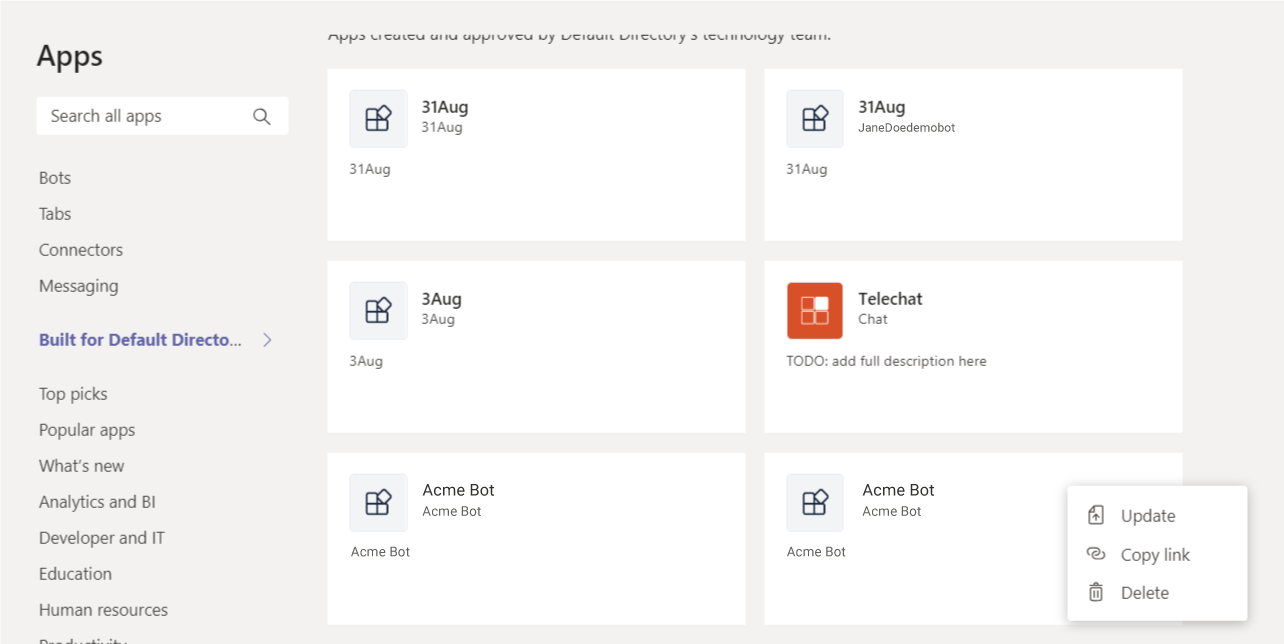 Apps
Search all apps
Bots
Tabs
Connectors
Messaging
Built for Default Directo...
Top picks
Popular apps
What's new
Analytics and BI
Developer and IT
Education
Human resources
Productivity
Apps created and approved by Default Directory's technology team.
31Aug
31Aug
31Aug
31Aug
JaneDoedemobot
31Aug
3Aug
3Aug
3Aug
Telechat
Chat
TODO: add full description here
Acme Bot
Acme Bot
Acme Bot
Acme Bot
Acme Bot
Acme Bot
Update
Copy link
Delete